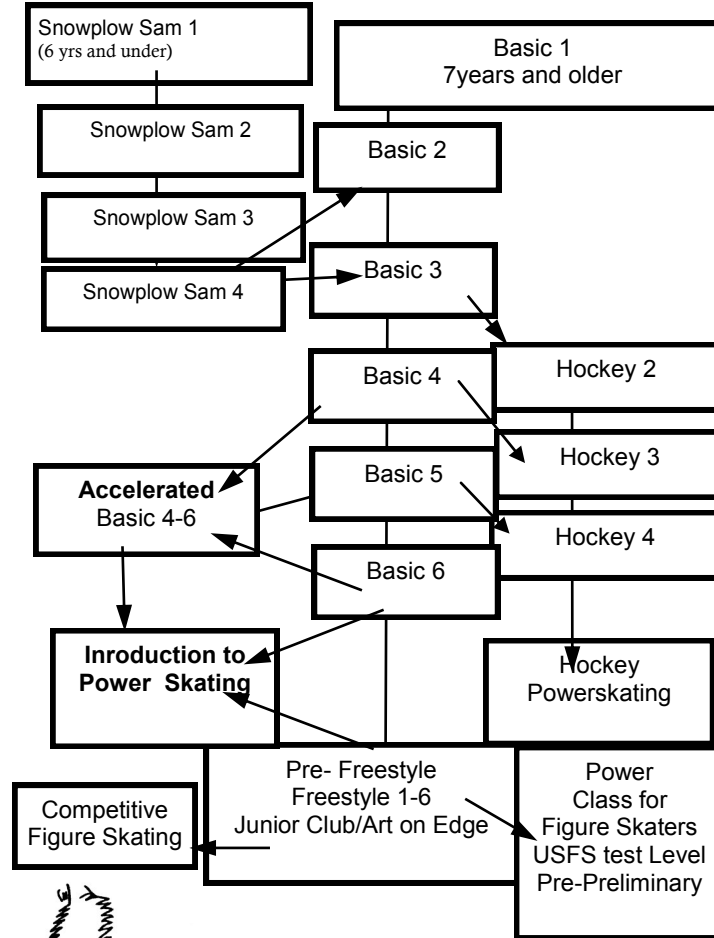 Snowplow Sam 1
(6 yrs and under)
Basic 1
7years and older
Snowplow Sam 2
Basic 2
Snowplow Sam 3
Basic 3
Snowplow Sam 4
Basic 4
Hockey 2
Basic 5
Hockey 3
Accelerated
Basic 4-6
Hockey 4
Basic 6
Inroduction to
Power Skating
Hockey
Powerskating
Pre- Freestyle
Freestyle 1-6
Junior Club/Art on Edge
Power
Class for
Figure Skaters
USFS test Level
Pre-Preliminary
Competitive
Figure Skating